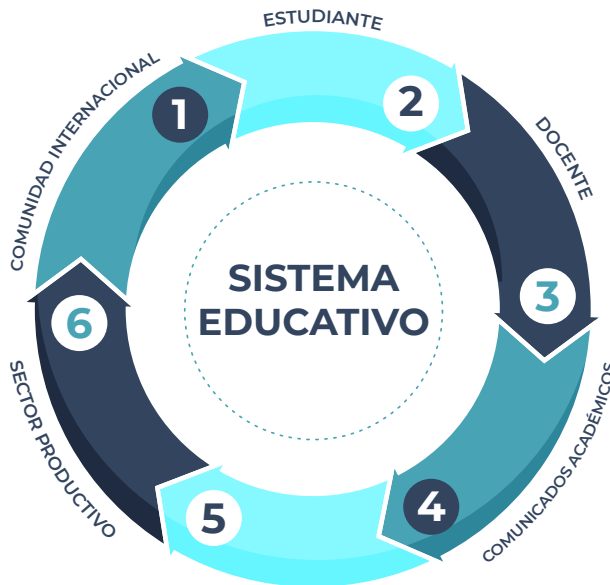 ESTUDIANTE
COMUNIDAD INTERNACIONAL
1
2
DOCENTE
SISTEMA
EDUCATIVO
3
6
SECTOR PRODUCTIVO
COMUNICADOS ACADÉMICOS
4
5